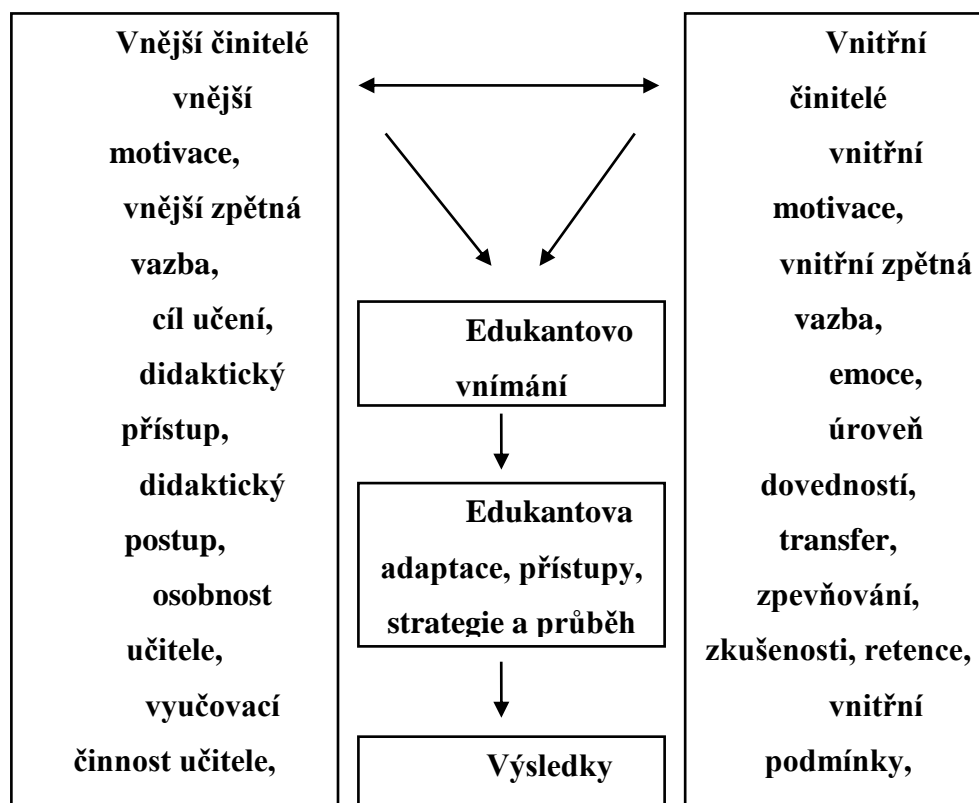 Vnější činitelé
vnější
motivace,
vnější zpětná
vazba,
cíl učení,
didaktický
přístup,
didaktický
postup,
osobnost
učitele,
vyučovací
činnost učitele,
Edukantovo
vnímání
Edukantova
adaptace, přístupy,
strategie a průběh
Výsledky
Vnitřní
činitelé
vnitřní
motivace,
vnitřní zpětná
vazba,
emoce,
úroveň
dovedností,
transfer,
zpevňování,
zkušenosti, retence,
vnitřní
podmínky,